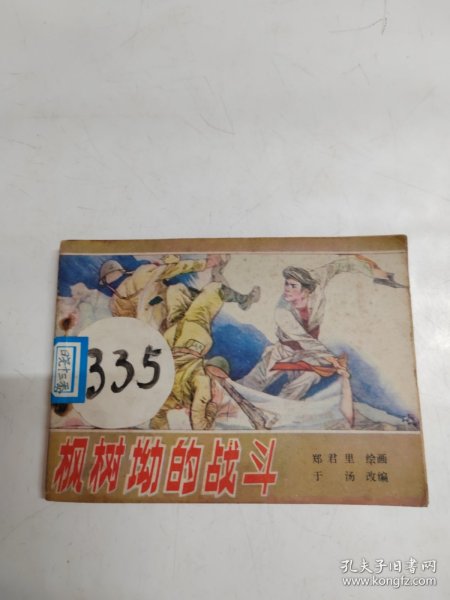 335
枫树坳的战斗
郑君里 绘画
于汤 改编
孔夫子旧书网
www.kongfz.com